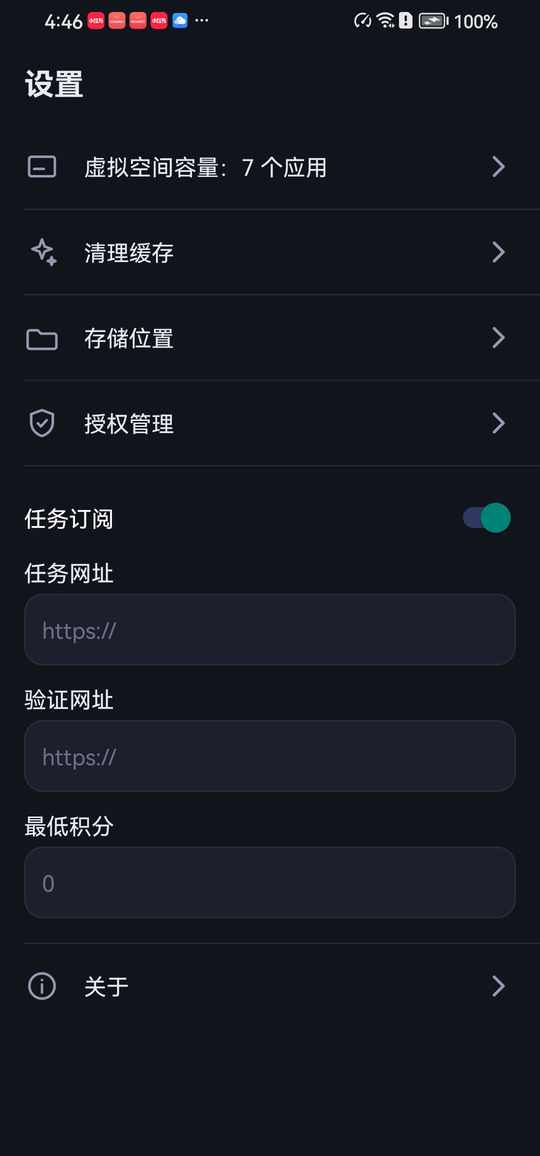 4:46
100%
设置
虚拟空间容量：7 个应用
清理缓存
存储位置
授权管理
任务订阅
任务网址
https://
验证网址
https://
最低积分
0
关于